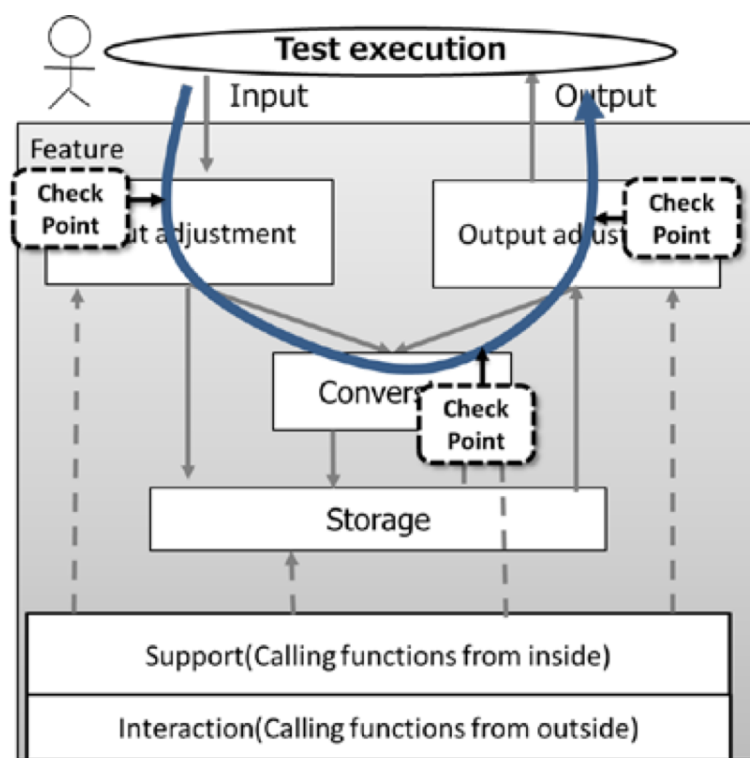 Test execution
Input
Output
Feature
Check
Point
ut adjustment
Output adjus
Check
Point
Convers
Check
Point
Storage
Support(Calling functions from inside)
Interaction(Calling functions from outside)